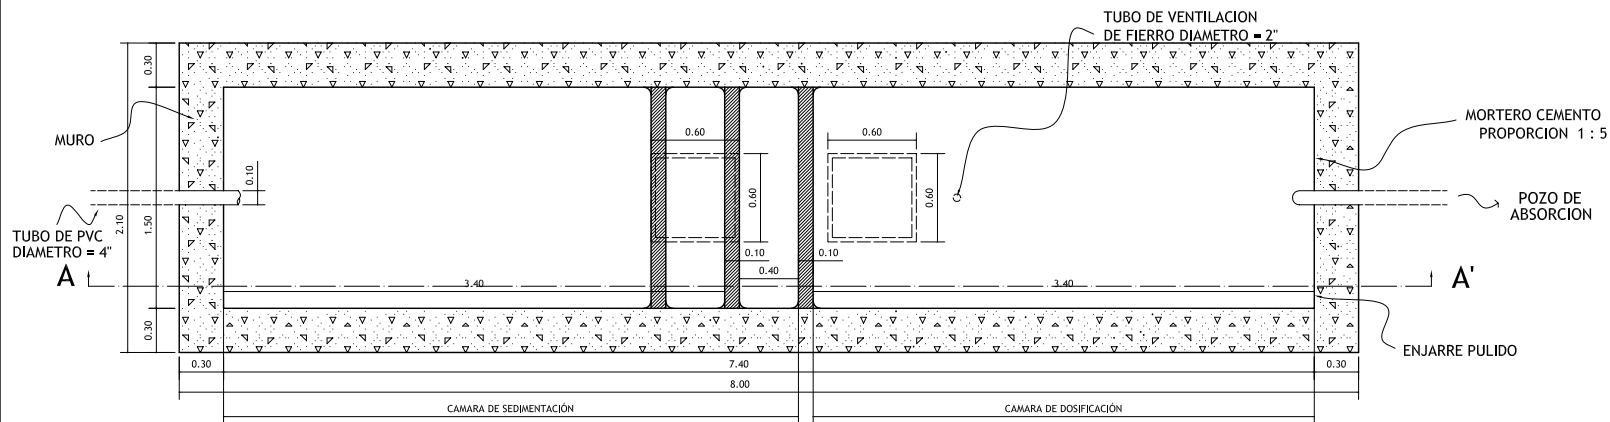 TUBO DE VENTILACION
DE FIERRO DIAMETRO = 2"
0.30
MURO
0.60
0.60
MORTERO CEMENTO
PROPORCION 1 : 5
0.10
0.60
0.60
2.10
1.50
POZO DE
ABSORCION
TUBO DE PVC
DIAMETRO = 4"
0.10
0.10
0.40
A
A'
3.40
3.40
0.30
ENJARRE PULIDO
0.30
7.40
0.30
8.00
CAMARA DE SEDIMENTACIÓN
CAMARA DE DOSIFICACIÓN